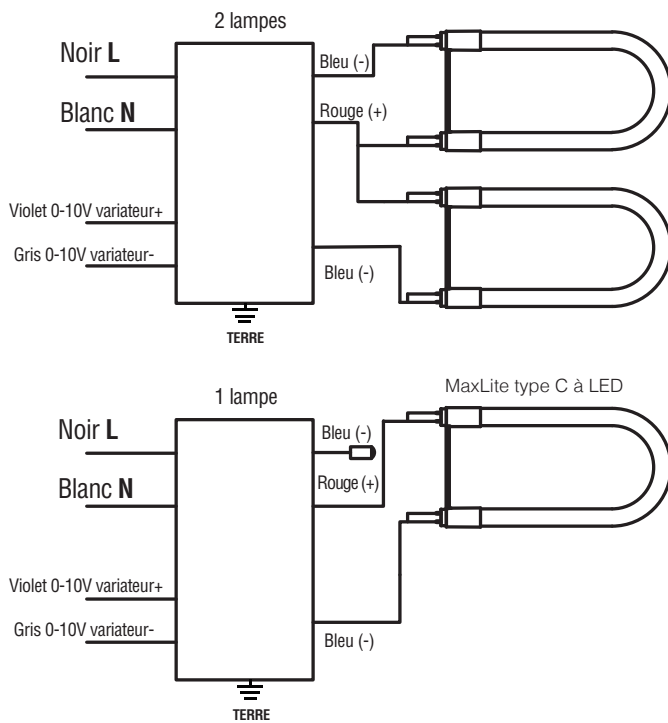 2 lampes
Noir L
Bleu (-)
Rouge (+)
Blanc N
Violet 0-10V variateur+
Gris 0-10V variateur-
Bleu (-)
TERRE
MaxLite type C à LED
1 lampe
Noir L
Bleu (-)
Rouge (+)
Blanc N
Violet 0-10V variateur+
Gris 0-10V variateur-
Bleu (-)
TERRE